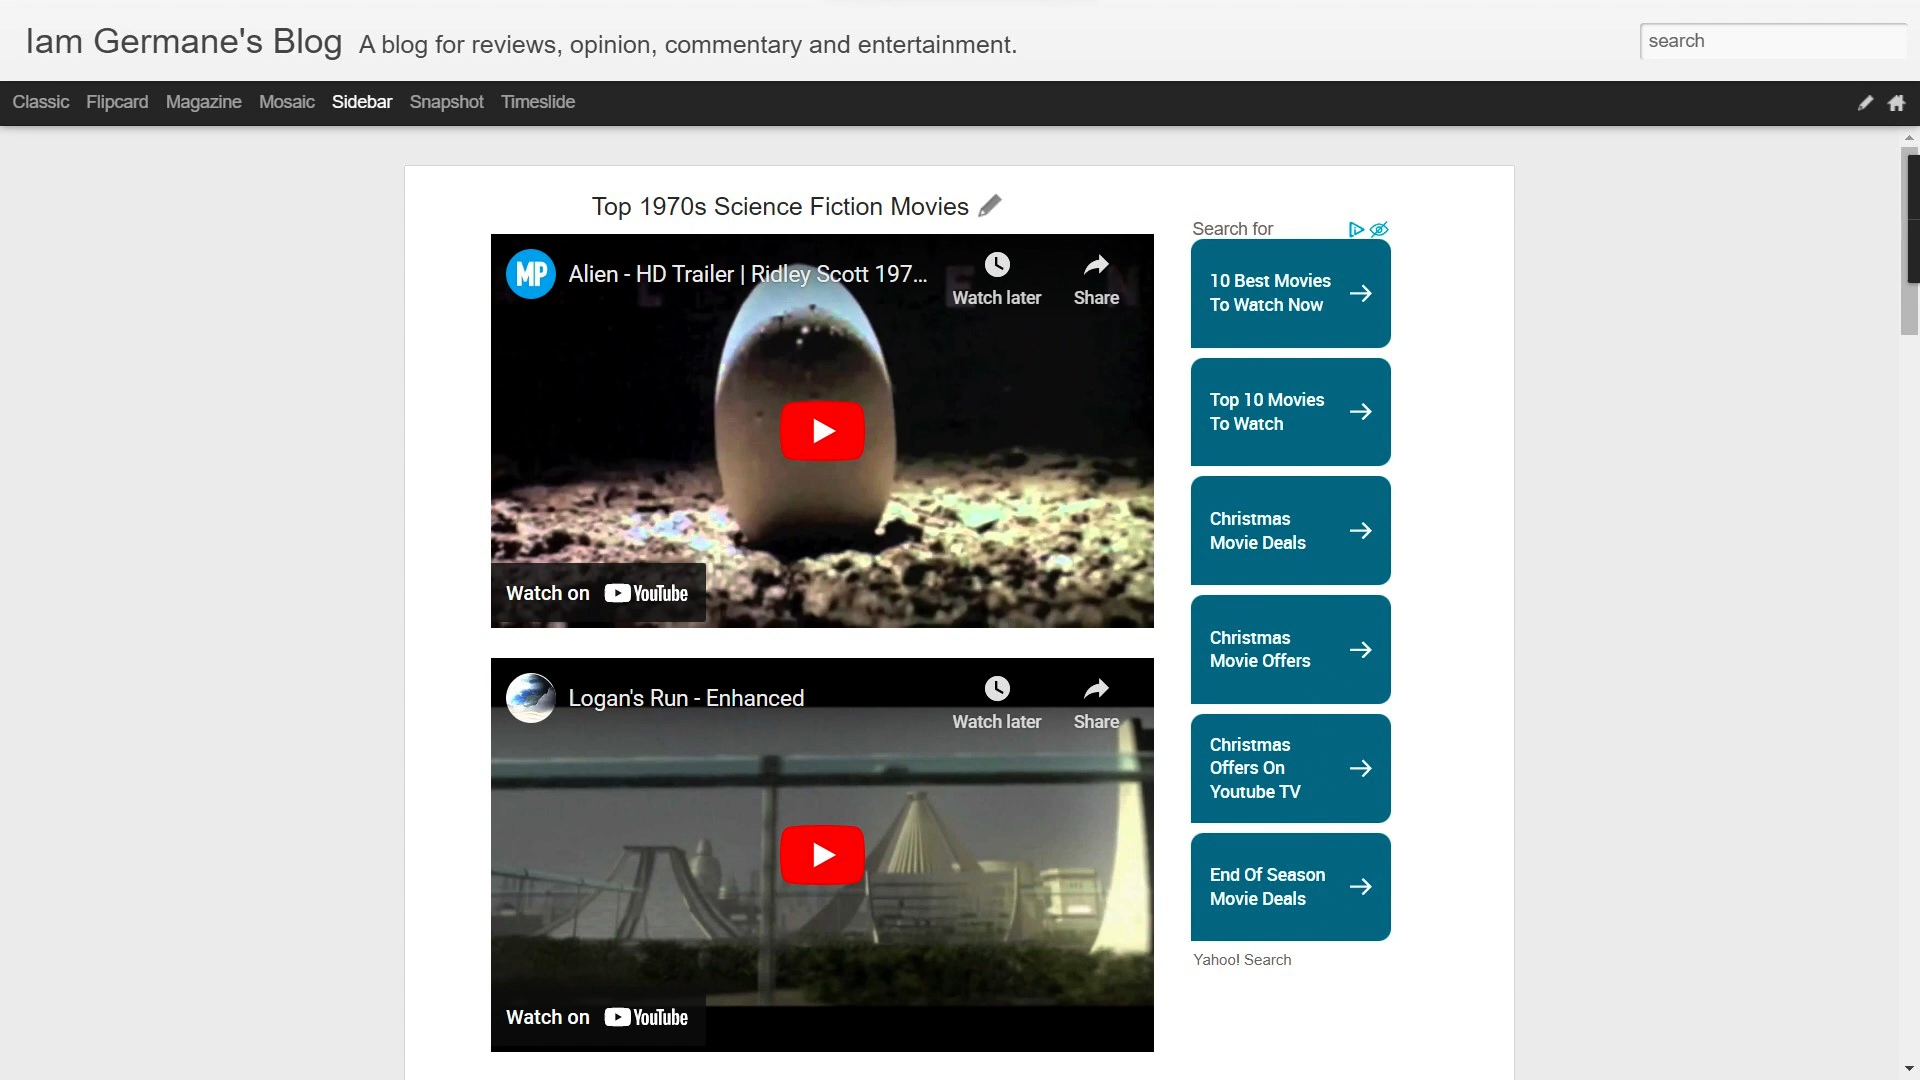 Iam Germane's Blog A blog for reviews, opinion, commentary and entertainment.
search
Classic Flipcard Magazine Mosaic Sidebar Snapshot Timeslide
Top 1970s Science Fiction Movies
MP Alien - HD Trailer | Ridley Scott 197...
Watch later Share
Watch on YouTube
Logan's Run - Enhanced
Watch later Share
Watch on YouTube
Search for
10 Best Movies
To Watch Now
Top 10 Movies
To Watch
Christmas
Movie Deals
Christmas
Movie Offers
Christmas
Offers On
Youtube TV
End Of Season
Movie Deals
Yahoo! Search